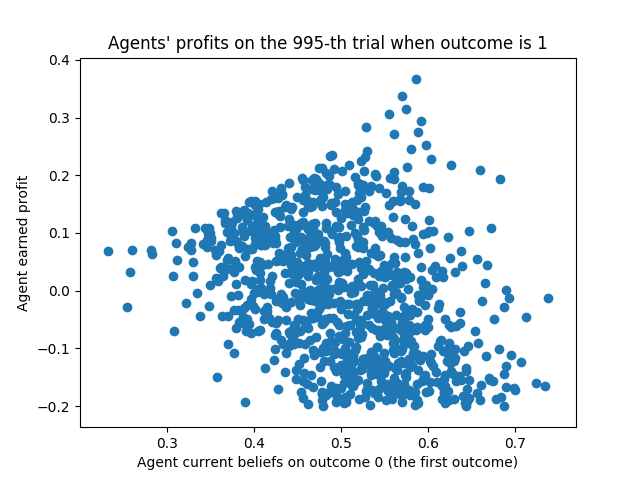 Agents' profits on the 995-th trial when outcome is 1
0.4
0.3
0.2
0.1
0.0
−0.1
−0.2
Agent earned profit
0.3 0.4 0.5 0.6 0.7
Agent current beliefs on outcome 0 (the first outcome)